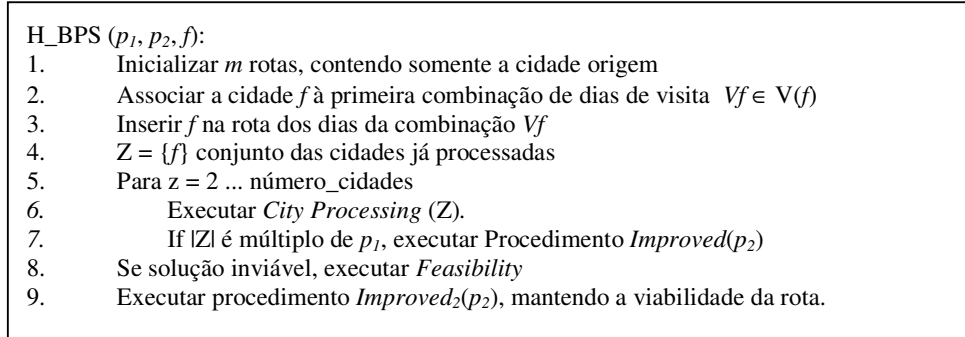 H_BPS (p1, p2, f):
1. Inicializar m rotas, contendo somente a cidade origem
2. Associar a cidade f à primeira combinação de dias de visita Vf ∈ V(f)
3. Inserir f na rota dos dias da combinação Vf
4. Z = {f} conjunto das cidades já processadas
5. Para z = 2 ... número_cidades
6. Executar City Processing (Z).
7. If |Z| é múltiplo de p1, executar Procedimento Improved(p2)
8. Se solução inviável, executar Feasibility
9. Executar procedimento Improved2(p2), mantendo a viabilidade da rota.